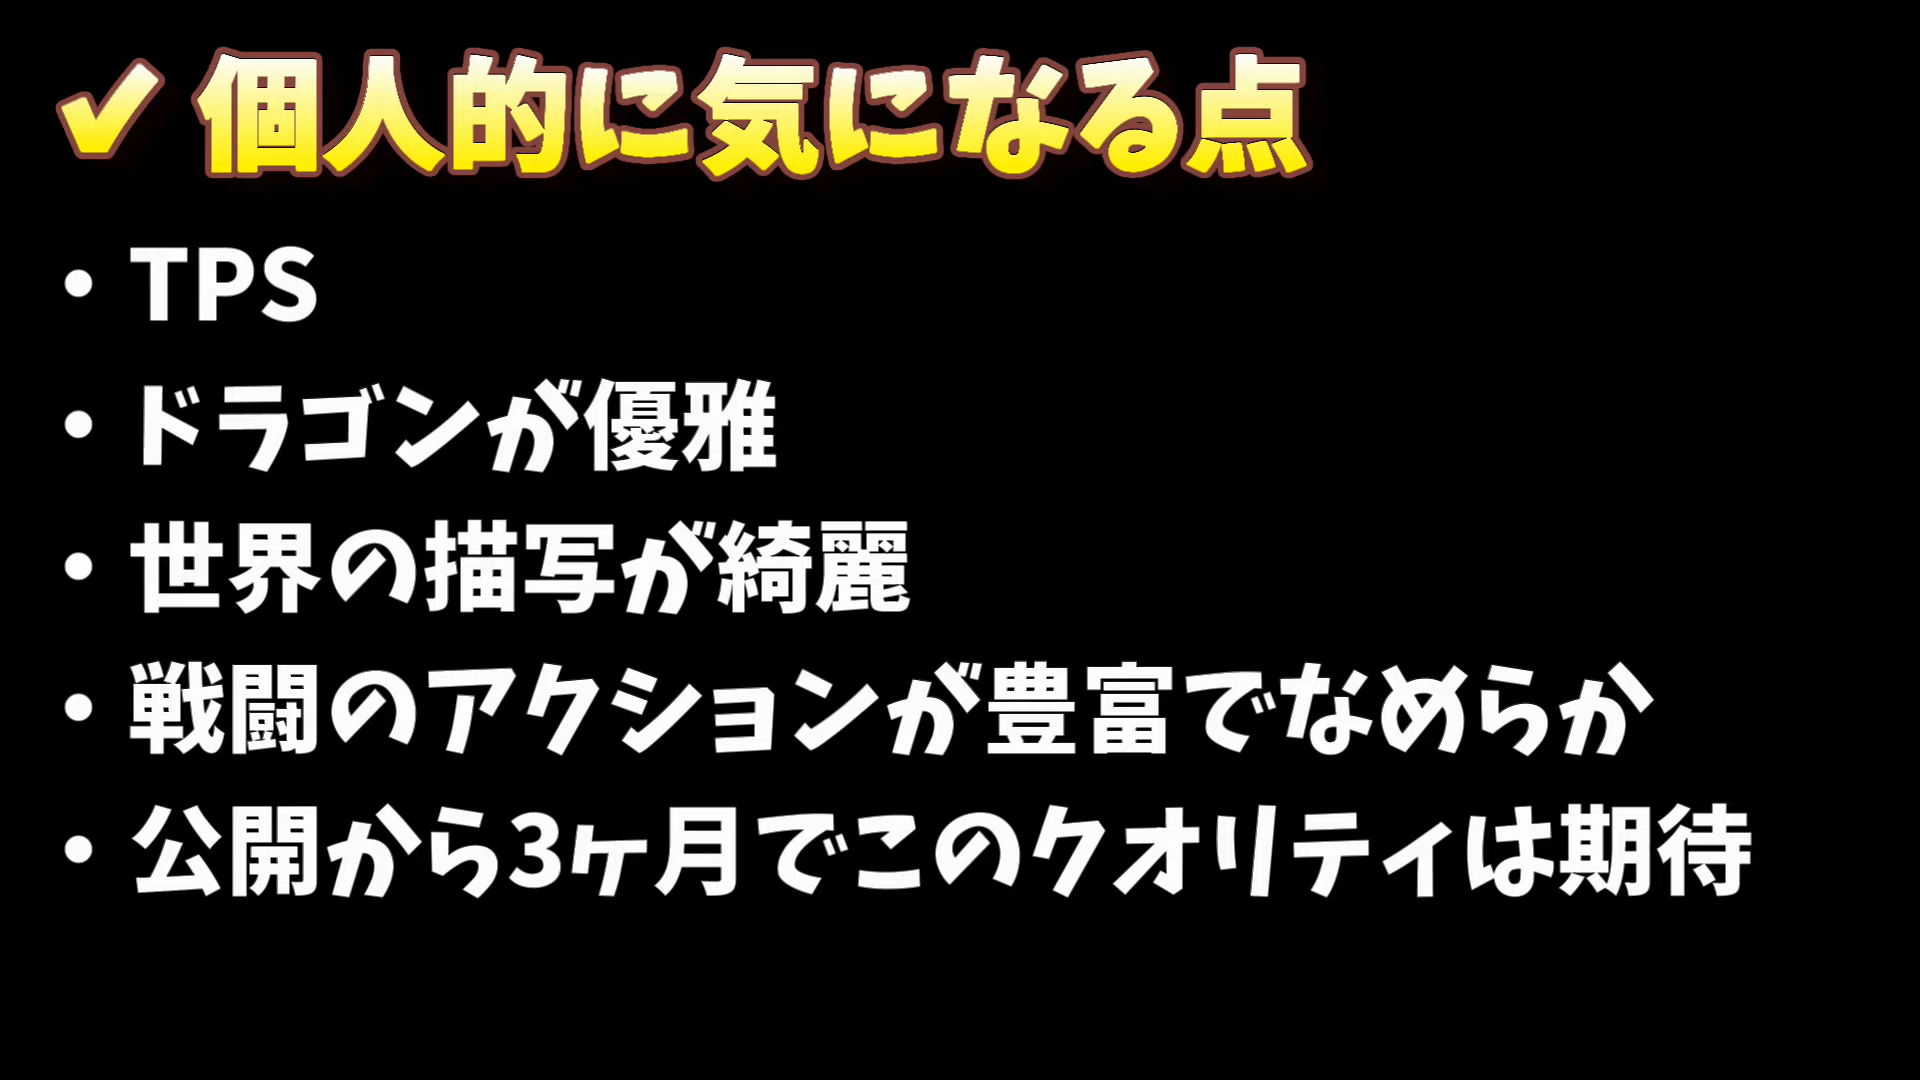 ✓ 個人的に気になる点
・TPS
・ドラゴンが優雅
・世界の描写が綺麗
・戦闘のアクションが豊富でなめらか
・公開から3ヶ月でこのクオリティは期待